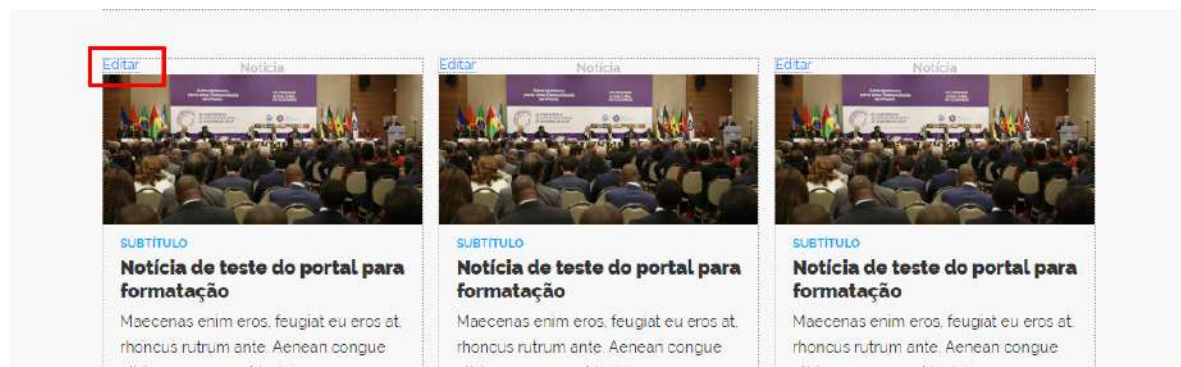 Editar Notícia Editar Notícia Editar Notícia
SUBTÍTULO
Notícia de teste do portal para
formatação
Maecenas enim eros, feugiat eu eros at,
rhoncus rutrum ante. Aenean congue
SUBTÍTULO
Notícia de teste do portal para
formatação
Maecenas enim eros, feugiat eu eros at,
rhoncus rutrum ante. Aenean congue
SUBTÍTULO
Notícia de teste do portal para
formatação
Maecenas enim eros, feugiat eu eros at,
rhoncus rutrum ante. Aenean congue